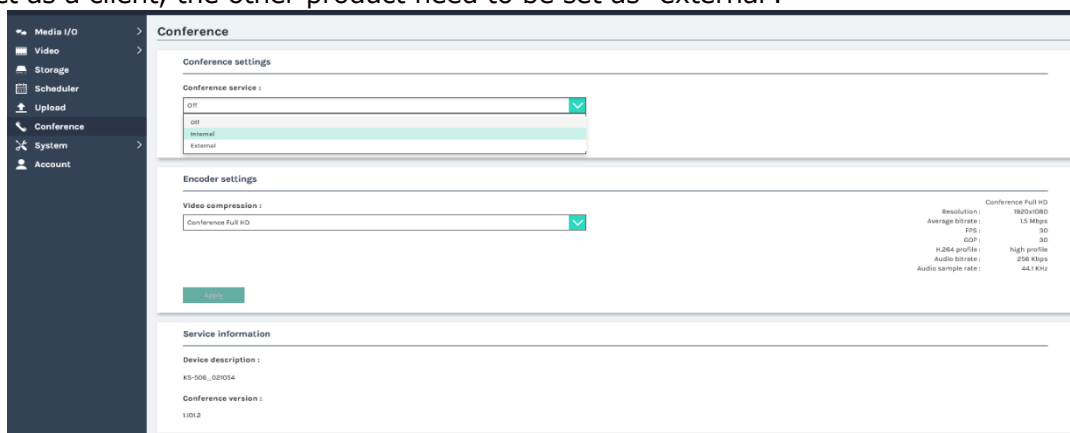 ct as a client, the other product need to be set as "external".
Media I/O
Video
Storage
Scheduler
Upload
Conference
System
Account
Conference
Conference settings
Conference service :
Off
Off
Internal
External
Encoder settings
Video compression :
Conference Full HD
Conference Full HD
Resolution : 1920x1080
Average bitrate : 1.5 Mbps
FPS : 30
GOP : 30
H.264 profile : high profile
Audio bitrate : 256 Kbps
Audio sample rate : 44.1 KHz
Apply
Service information
Device description :
KS-506_021054
Conference version :
1.101.2